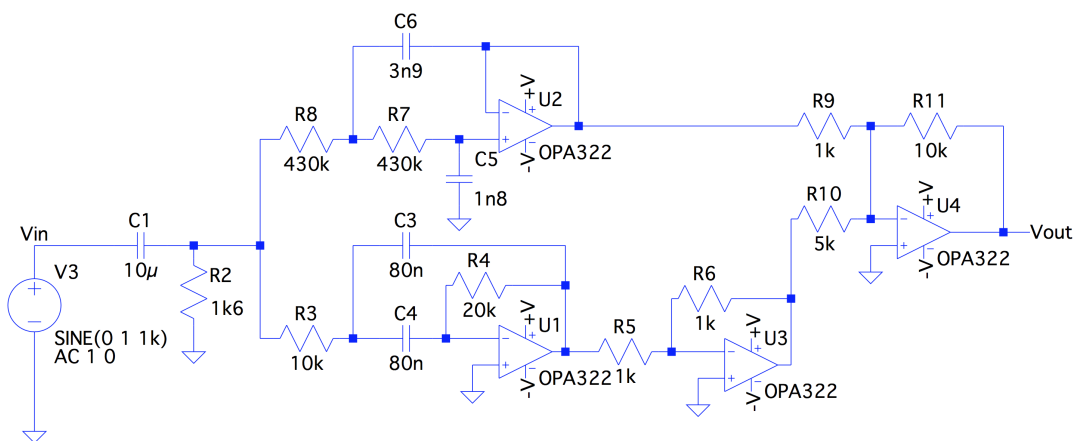 C6
3n9
+V
U2
R8
R7
R9
R11
430k
430k
C5
-V
OPA322
1k
10k
1n8
+V
C1
C3
R10
U4
Vin
80n
5k
Vout
10µ
R2
R4
R6
-V
OPA322
V3
1k6
R3
C4
20k
+V
1k
SINE(0 1 1k)
10k
80n
U1
R5
+V
U3
AC 1 0
-V
OPA322
1k
-V
OPA322